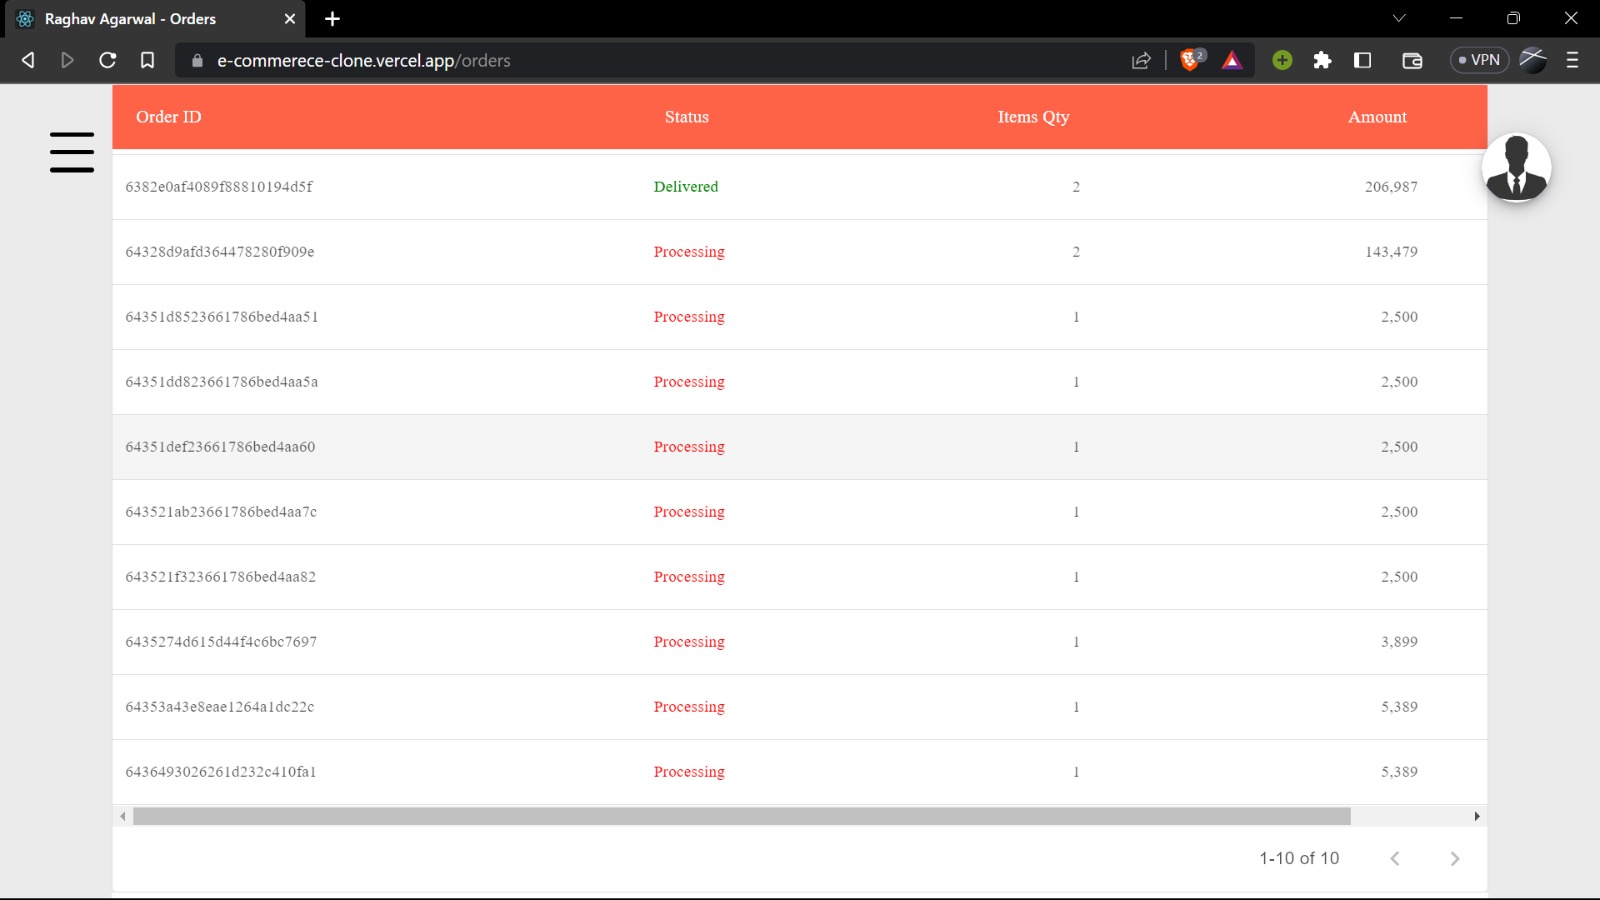 Raghav Agarwal - Orders
e-commerece-clone.vercel.app/orders
2
VPN
Order ID Status Items Qty Amount
6382e0af4089f88810194d5f Delivered 2 206,987
64328d9afd364478280f909e Processing 2 143,479
64351d8523661786bed4aa51 Processing 1 2,500
64351dd823661786bed4aa5a Processing 1 2,500
64351def23661786bed4aa60 Processing 1 2,500
643521ab23661786bed4aa7c Processing 1 2,500
643521f323661786bed4aa82 Processing 1 2,500
6435274d615d44f4c6bc7697 Processing 1 3,899
64353a43e8eae1264a1dc22c Processing 1 5,389
6436493026261d232c410fa1 Processing 1 5,389
1-10 of 10